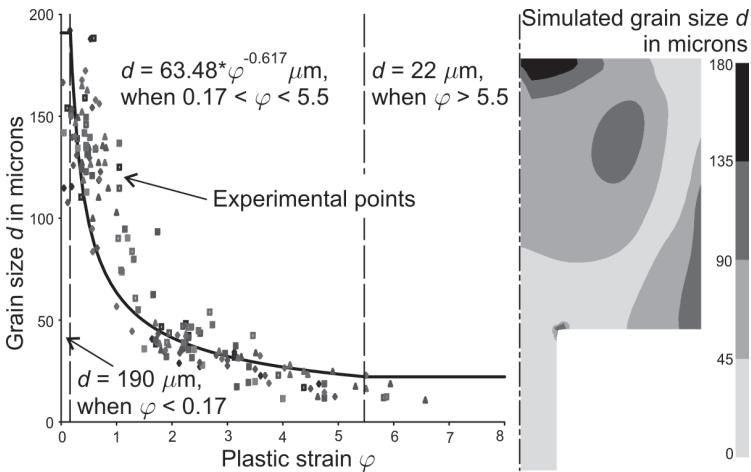 200
150
100
50
0
0
1
2
3
4
5
6
7
8
Grain size d in microns
Plastic strain φ
d = 63.48*φ^-0.617 μm,
when 0.17 < φ < 5.5
d = 22 μm,
when φ > 5.5
Experimental points
d = 190 μm,
when φ < 0.17
Simulated grain size d
in microns
180
135
90
45
0